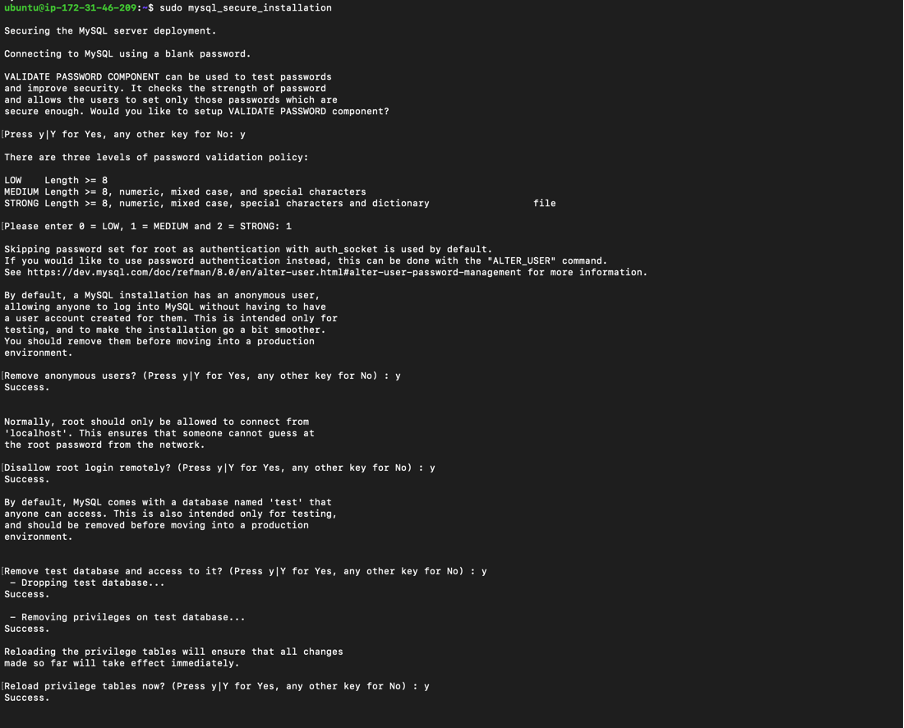 ubuntu@ip-172-31-46-209:~$ sudo mysql_secure_installation
Securing the MySQL server deployment.
Connecting to MySQL using a blank password.
VALIDATE PASSWORD COMPONENT can be used to test passwords
and improve security. It checks the strength of password
and allows the users to set only those passwords which are
secure enough. Would you like to setup VALIDATE PASSWORD component?
[Press y|Y for Yes, any other key for No: y
There are three levels of password validation policy:
LOW    Length >= 8
MEDIUM Length >= 8, numeric, mixed case, and special characters
STRONG Length >= 8, numeric, mixed case, special characters and dictionary                  file
[Please enter 0 = LOW, 1 = MEDIUM and 2 = STRONG: 1
Skipping password set for root as authentication with auth_socket is used by default.
If you would like to use password authentication instead, this can be done with the "ALTER_USER" command.
See https://dev.mysql.com/doc/refman/8.0/en/alter-user.html#alter-user-password-management for more information.
By default, a MySQL installation has an anonymous user,
allowing anyone to log into MySQL without having to have
a user account created for them. This is intended only for
testing, and to make the installation go a bit smoother.
You should remove them before moving into a production
environment.
[Remove anonymous users? (Press y|Y for Yes, any other key for No) : y
Success.
Normally, root should only be allowed to connect from
'localhost'. This ensures that someone cannot guess at
the root password from the network.
[Disallow root login remotely? (Press y|Y for Yes, any other key for No) : y
Success.
By default, MySQL comes with a database named 'test' that
anyone can access. This is also intended only for testing,
and should be removed before moving into a production
environment.
[Remove test database and access to it? (Press y|Y for Yes, any other key for No) : y
 - Dropping test database...
Success.
 - Removing privileges on test database...
Success.
Reloading the privilege tables will ensure that all changes
made so far will take effect immediately.
[Reload privilege tables now? (Press y|Y for Yes, any other key for No) : y
Success.